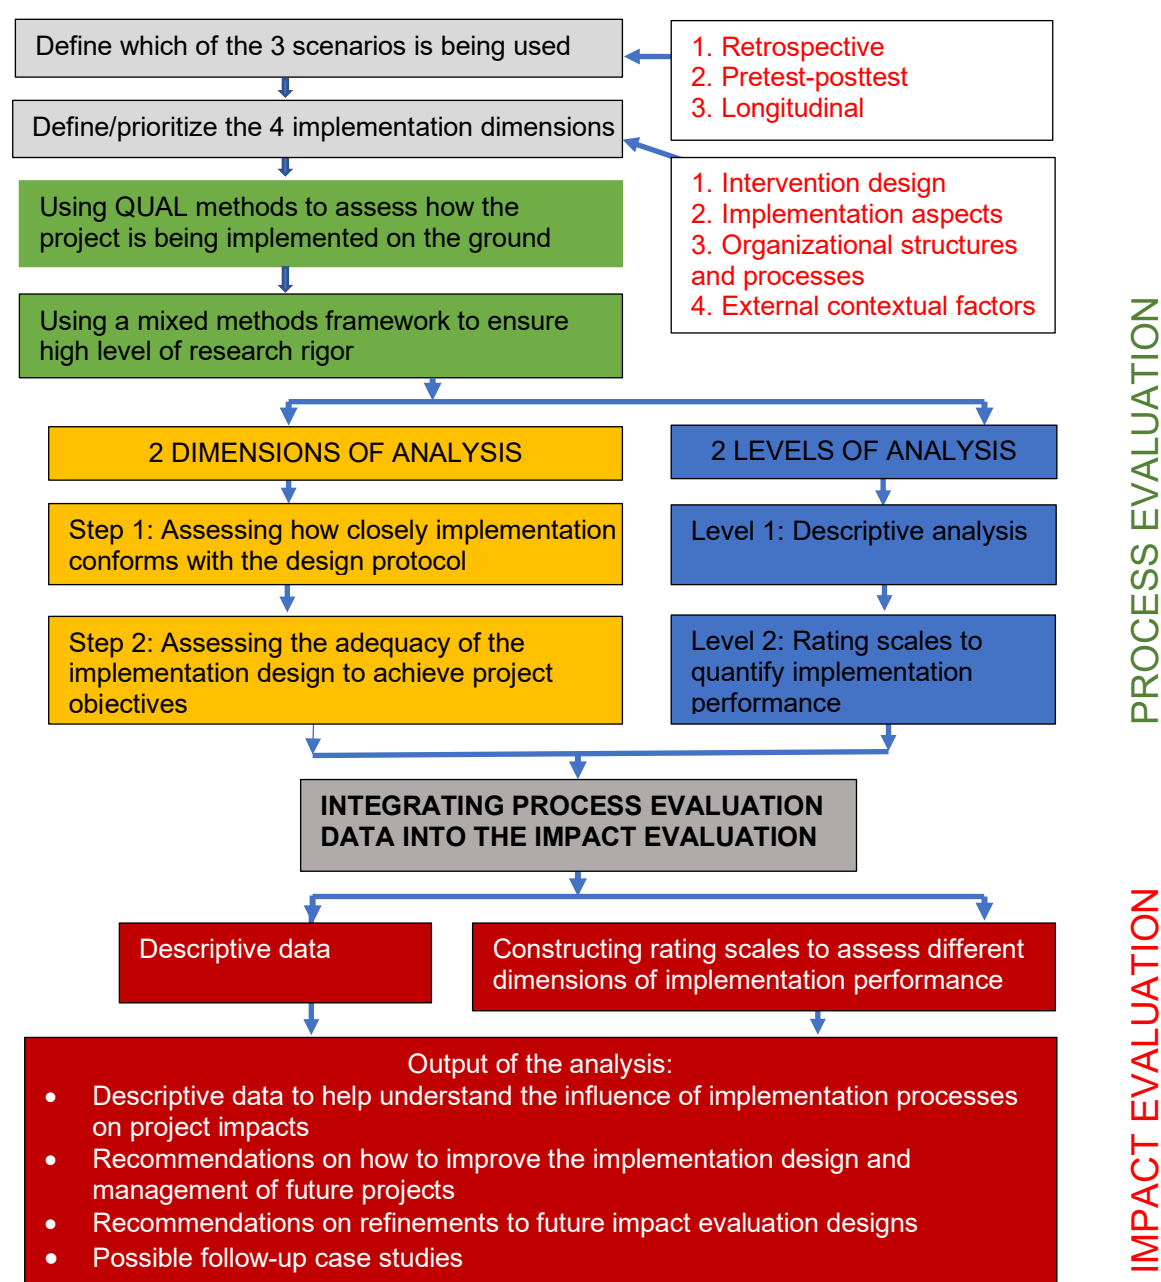 Define which of the 3 scenarios is being used
1. Retrospective
2. Pretest-posttest
3. Longitudinal
Define/prioritize the 4 implementation dimensions
1. Intervention design
2. Implementation aspects
3. Organizational structures
and processes
4. External contextual factors
Using QUAL methods to assess how the
project is being implemented on the ground
Using a mixed methods framework to ensure
high level of research rigor
2 DIMENSIONS OF ANALYSIS
2 LEVELS OF ANALYSIS
Step 1: Assessing how closely implementation
conforms with the design protocol
Level 1: Descriptive analysis
Step 2: Assessing the adequacy of the
implementation design to achieve project
objectives
Level 2: Rating scales to
quantify implementation
performance
PROCESS EVALUATION
INTEGRATING PROCESS EVALUATION
DATA INTO THE IMPACT EVALUATION
Descriptive data
Constructing rating scales to assess different
dimensions of implementation performance
Output of the analysis:
• Descriptive data to help understand the influence of implementation processes
on project impacts
• Recommendations on how to improve the implementation design and
management of future projects
• Recommendations on refinements to future impact evaluation designs
• Possible follow-up case studies
IMPACT EVALUATION